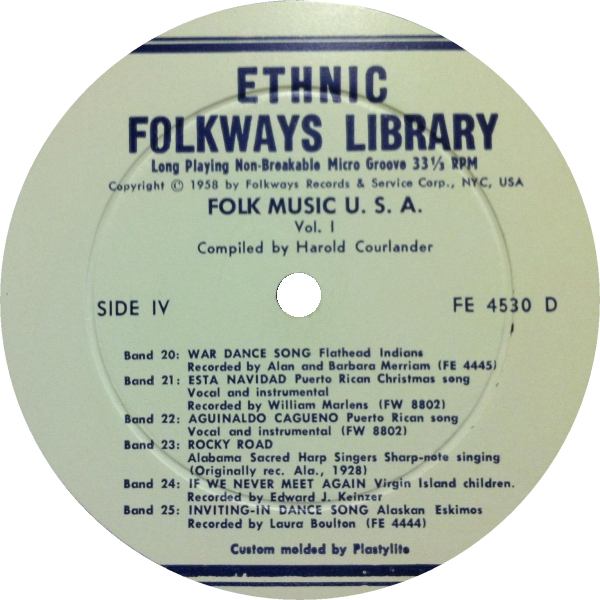 ETHNIC
FOLKWAYS LIBRARY
Long Playing Non-Breakable Micro Groove 33⅓ RPM
Copyright © 1958 by Folkways Records & Service Corp., NYC, USA
FOLK MUSIC U. S. A.
Vol. I
Compiled by Harold Courlander
SIDE IV
FE 4530 D
Band 20: WAR DANCE SONG Flathead Indians
Recorded by Alan and Barbara Merriam (FE 4445)
Band 21: ESTA NAVIDAD Puerto Rican Christmas song
Vocal and instrumental
Recorded by William Marlens (FW 8802)
Band 22: AGUINALDO CAGUENO Puerto Rican song
Vocal and instrumental (FW 8802)
Band 23: ROCKY ROAD
Alabama Sacred Harp Singers Sharp-note singing
(Originally rec. Ala., 1928)
Band 24: IF WE NEVER MEET AGAIN Virgin Island children.
Recorded by Edward J. Keinzer
Band 25: INVITING-IN DANCE SONG Alaskan Eskimos
Recorded by Laura Boulton (FE 4444)
Custom molded by Plastylite